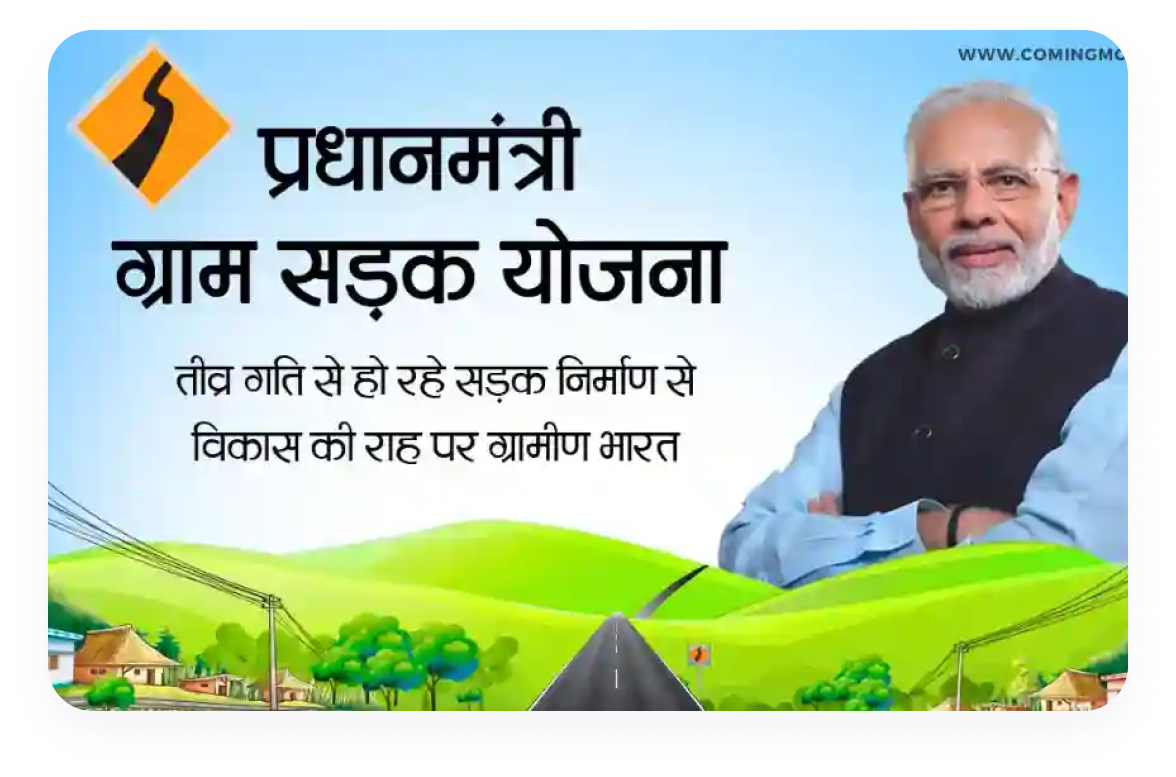 WWW.COMINGMO
प्रधानमंत्री
ग्राम सड़क योजना
तीव्र गति से हो रहे सड़क निर्माण से
विकास की राह पर ग्रामीण भारत